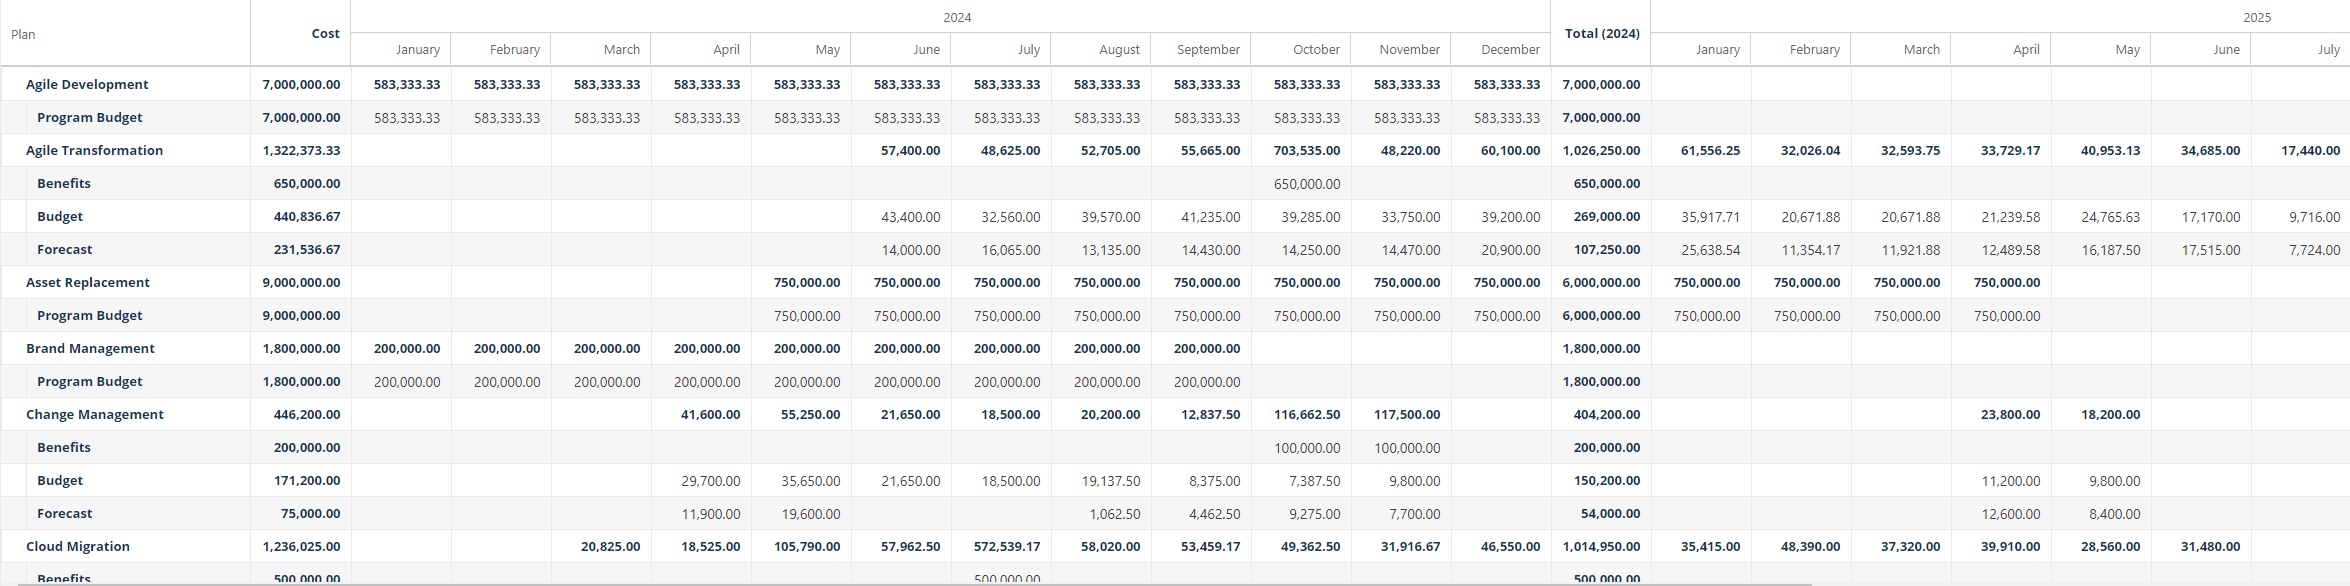 2024 2025
Plan Cost Total (2024)
January February March April May June July August September October November December January February March April May June July
Agile Development 7,000,000.00 583,333.33 583,333.33 583,333.33 583,333.33 583,333.33 583,333.33 583,333.33 583,333.33 583,333.33 583,333.33 583,333.33 583,333.33 7,000,000.00
Program Budget 7,000,000.00 583,333.33 583,333.33 583,333.33 583,333.33 583,333.33 583,333.33 583,333.33 583,333.33 583,333.33 583,333.33 583,333.33 583,333.33 7,000,000.00
Agile Transformation 1,322,373.33 57,400.00 48,625.00 52,705.00 55,665.00 703,535.00 48,220.00 60,100.00 1,026,250.00 61,556.25 32,026.04 32,593.75 33,729.17 40,953.13 34,685.00 17,440.00
Benefits 650,000.00 650,000.00 650,000.00
Budget 440,836.67 43,400.00 32,560.00 39,570.00 41,235.00 39,285.00 33,750.00 39,200.00 269,000.00 35,917.71 20,671.88 20,671.88 21,239.58 24,765.63 17,170.00 9,716.00
Forecast 231,536.67 14,000.00 16,065.00 13,135.00 14,430.00 14,250.00 14,470.00 20,900.00 107,250.00 25,638.54 11,354.17 11,921.88 12,489.58 16,187.50 17,515.00 7,724.00
Asset Replacement 9,000,000.00 750,000.00 750,000.00 750,000.00 750,000.00 750,000.00 750,000.00 750,000.00 750,000.00 6,000,000.00 750,000.00 750,000.00 750,000.00 750,000.00
Program Budget 9,000,000.00 750,000.00 750,000.00 750,000.00 750,000.00 750,000.00 750,000.00 750,000.00 750,000.00 6,000,000.00 750,000.00 750,000.00 750,000.00 750,000.00
Brand Management 1,800,000.00 200,000.00 200,000.00 200,000.00 200,000.00 200,000.00 200,000.00 200,000.00 200,000.00 200,000.00 1,800,000.00
Program Budget 1,800,000.00 200,000.00 200,000.00 200,000.00 200,000.00 200,000.00 200,000.00 200,000.00 200,000.00 200,000.00 1,800,000.00
Change Management 446,200.00 41,600.00 55,250.00 21,650.00 18,500.00 20,200.00 12,837.50 116,662.50 117,500.00 404,200.00 23,800.00 18,200.00
Benefits 200,000.00 100,000.00 100,000.00 200,000.00
Budget 171,200.00 29,700.00 35,650.00 21,650.00 18,500.00 19,137.50 8,375.00 7,387.50 9,800.00 150,200.00 11,200.00 9,800.00
Forecast 75,000.00 11,900.00 19,600.00 1,062.50 4,462.50 9,275.00 7,700.00 54,000.00 12,600.00 8,400.00
Cloud Migration 1,236,025.00 20,825.00 18,525.00 105,790.00 57,962.50 572,539.17 58,020.00 53,459.17 49,362.50 31,916.67 46,550.00 1,014,950.00 35,415.00 48,390.00 37,320.00 39,910.00 28,560.00 31,480.00
Benefits 500,000.00 500,000.00 500,000.00